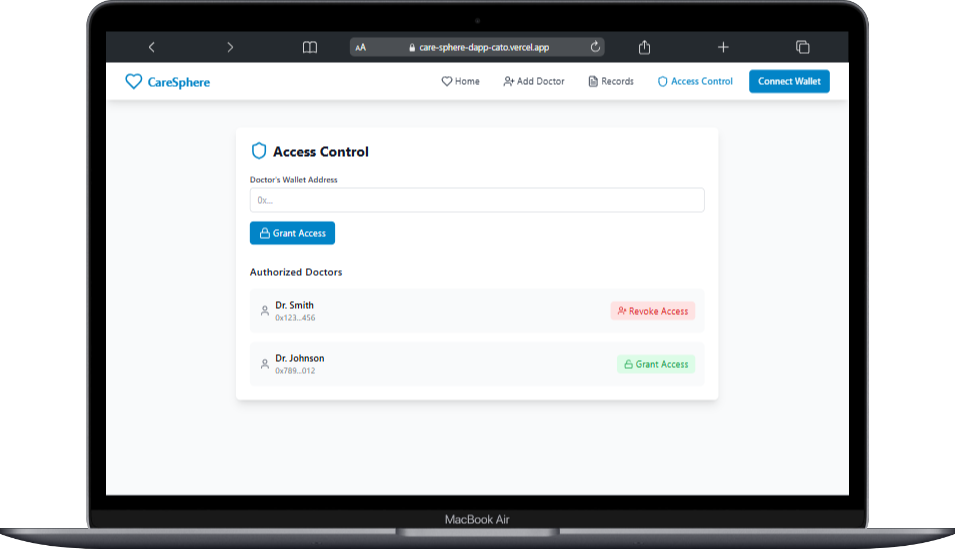 AA care-sphere-dapp-cato.vercel.app
CareSphere Home Add Doctor Records Access Control Connect Wallet
Access Control
Doctor's Wallet Address
0x...
Grant Access
Authorized Doctors
Dr. Smith
0x123...456
Revoke Access
Dr. Johnson
0x789...012
Grant Access
MacBook Air